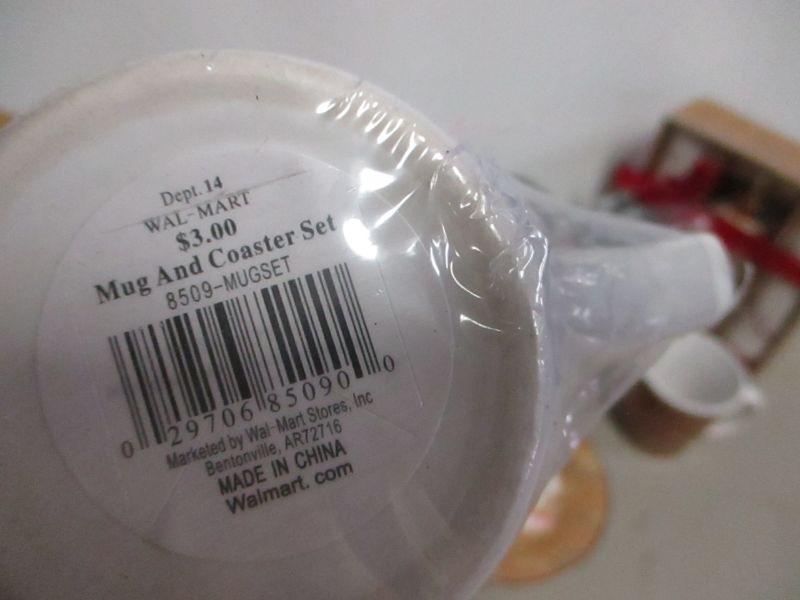 Dept. 14
WAL-MART
$3.00
Mug And Coaster Set
8509-MUGSET
0 29706 85090 0
Marketed by Wal-Mart Stores, Inc
Bentonville, AR72716
MADE IN CHINA
Walmart. com